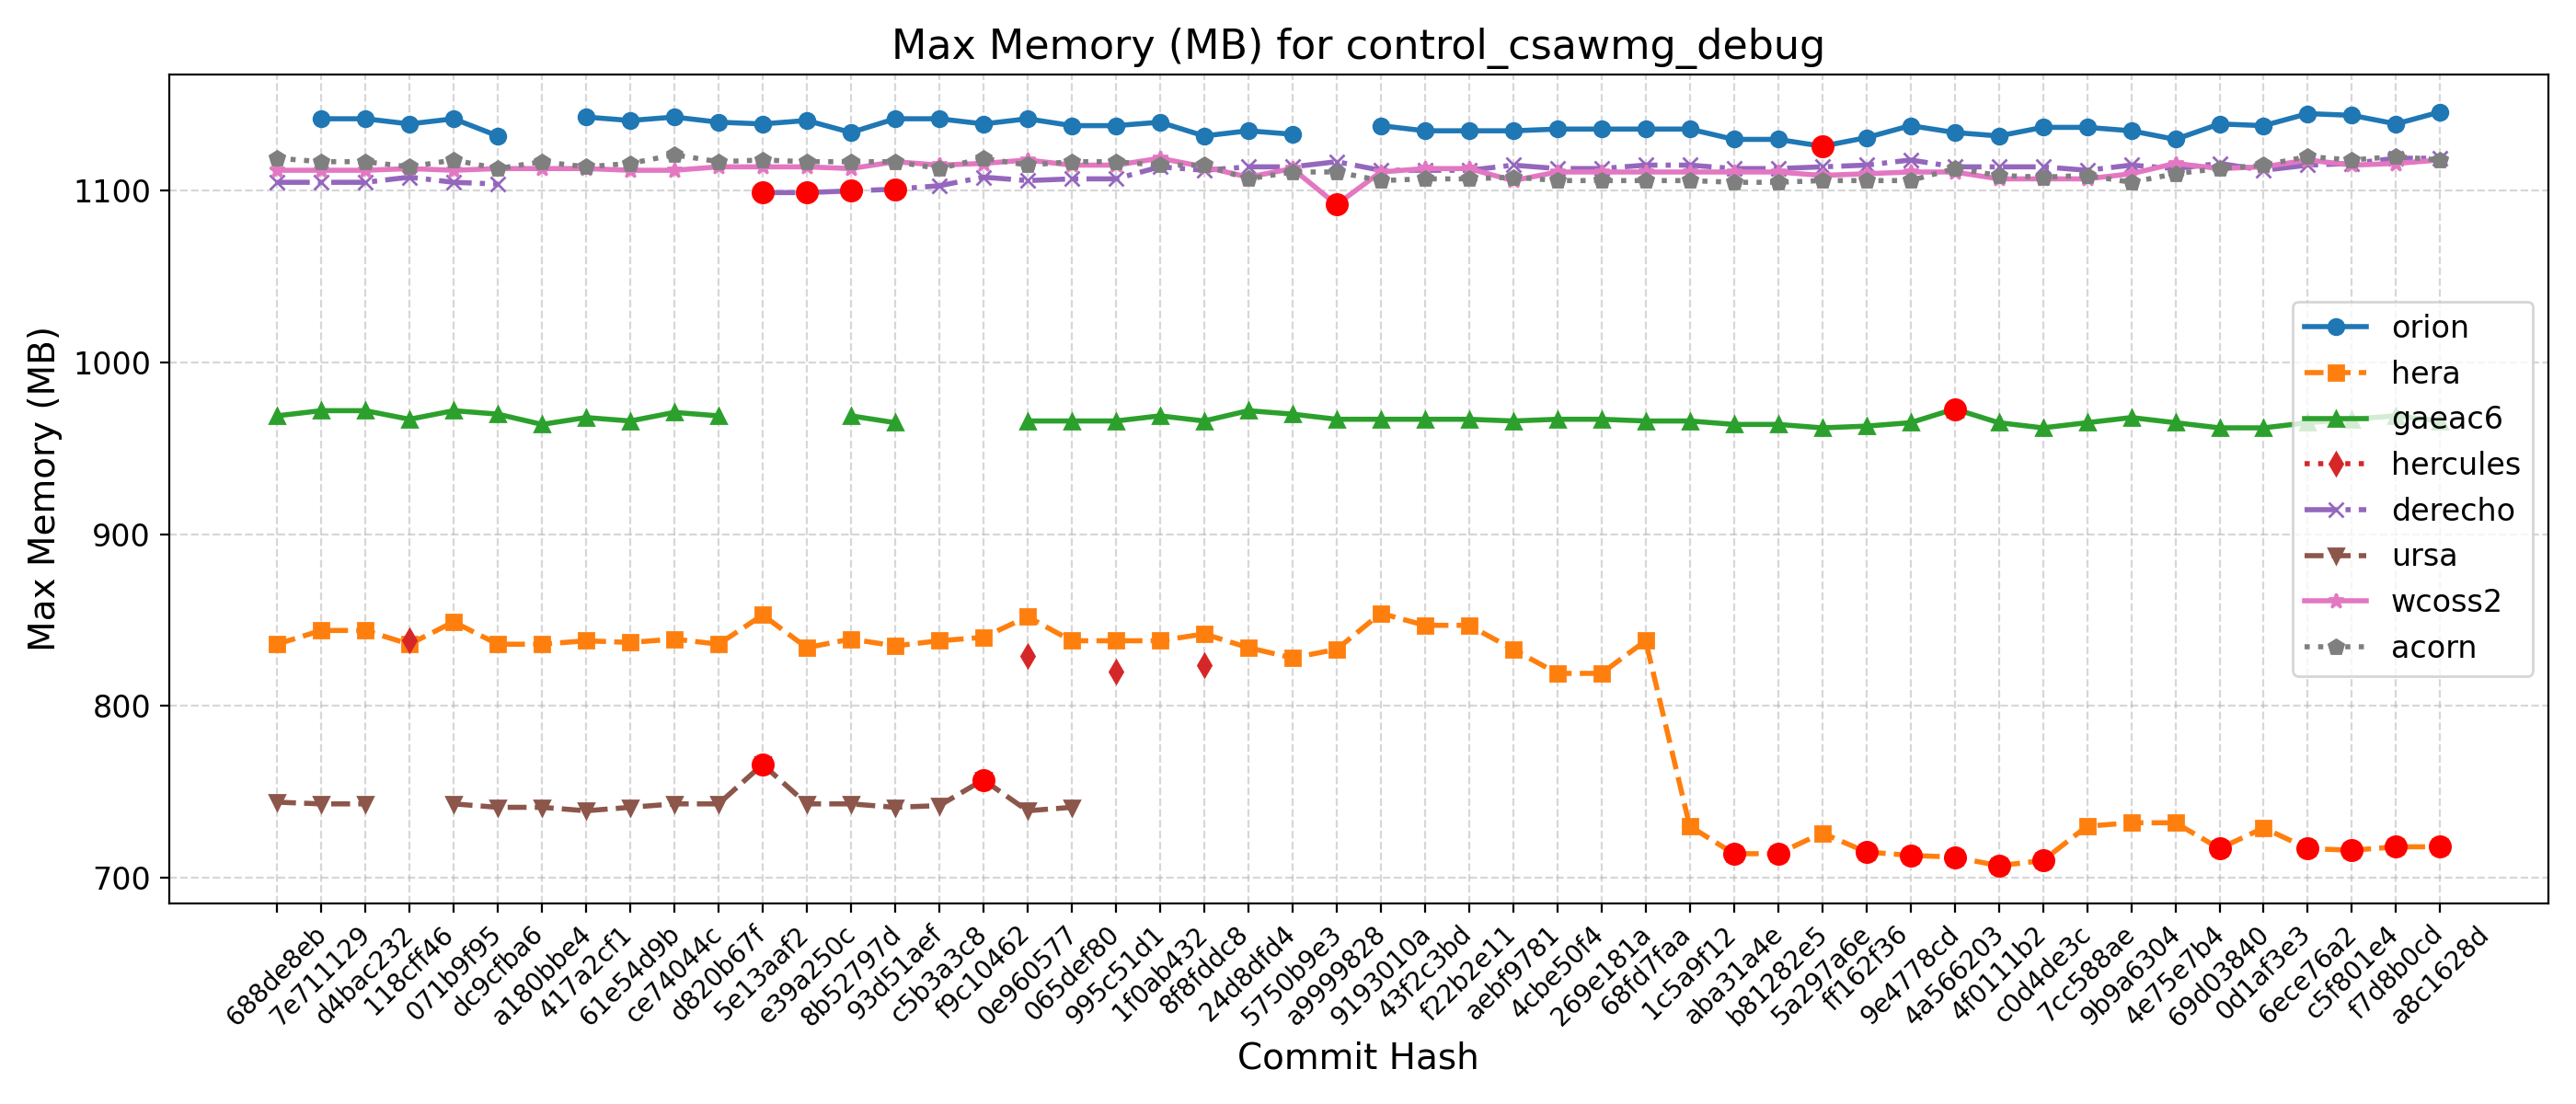 Max Memory (MB) for control_csawmg_debug
Max Memory (MB)
1100
1000
900
800
700
orion
hera
gaeac6
hercules
derecho
ursa
wcoss2
acorn
688de8eb
7e711129
d4bac232
118cff46
071b9f95
dc9cfba6
a180bbe4
417a2cf1
61e54d9b
ce74044c
d820b67f
5e13aaf2
e39a250c
8b52797d
93d51aef
c5b3a3c8
f9c10462
0e960577
065def80
995c51d1
1f0ab432
8f8fddc8
24d8dfd4
5750b9e3
a9999828
9193010a
43f2c3bd
f22b2e11
aebf9781
4cbe50f4
269e181a
68fd7faa
1c5a9f12
aba31a4e
b81282e5
5a297a6e
ff162f36
9e4778cd
4a566203
4f0111b2
c0d4de3c
7cc588ae
9b9a6304
4e75e7b4
69d03840
0d1af3e3
6ece76a2
c5f801e4
f7d8b0cd
a8c1628d
Commit Hash